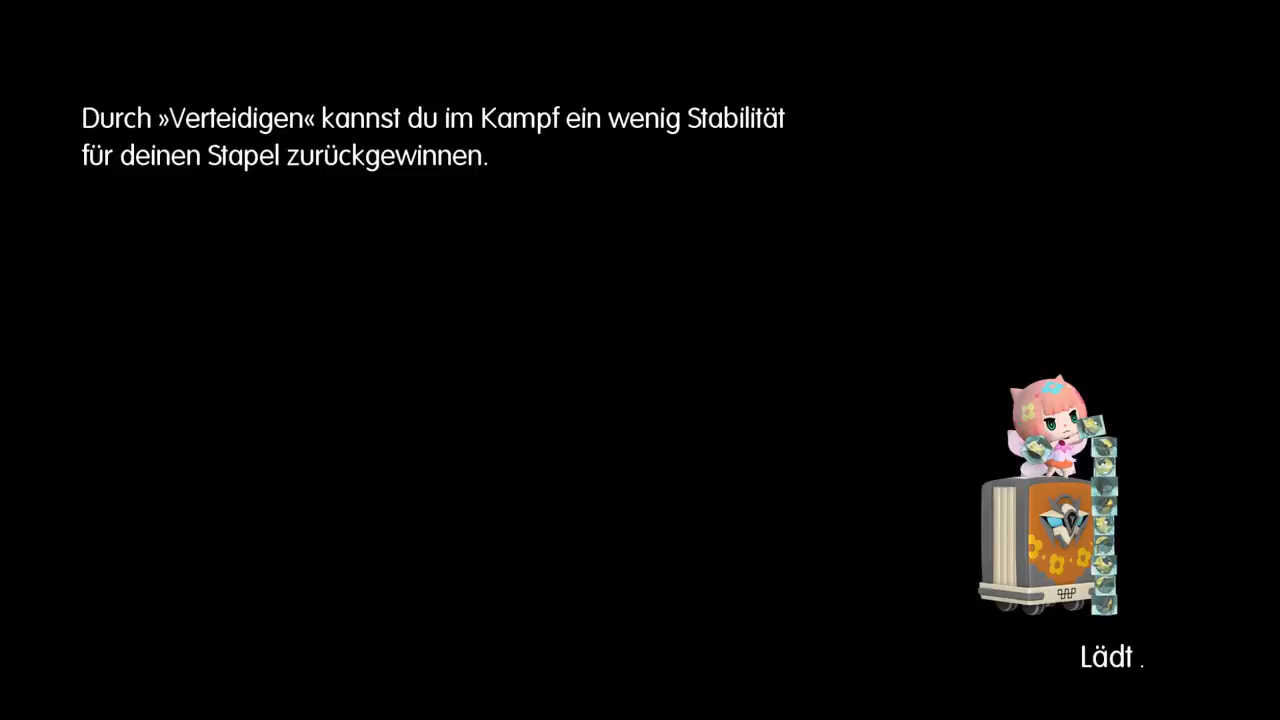 Durch »Verteidigen« kannst du im Kampf ein wenig Stabilität
für deinen Stapel zurückgewinnen.
Lädt .